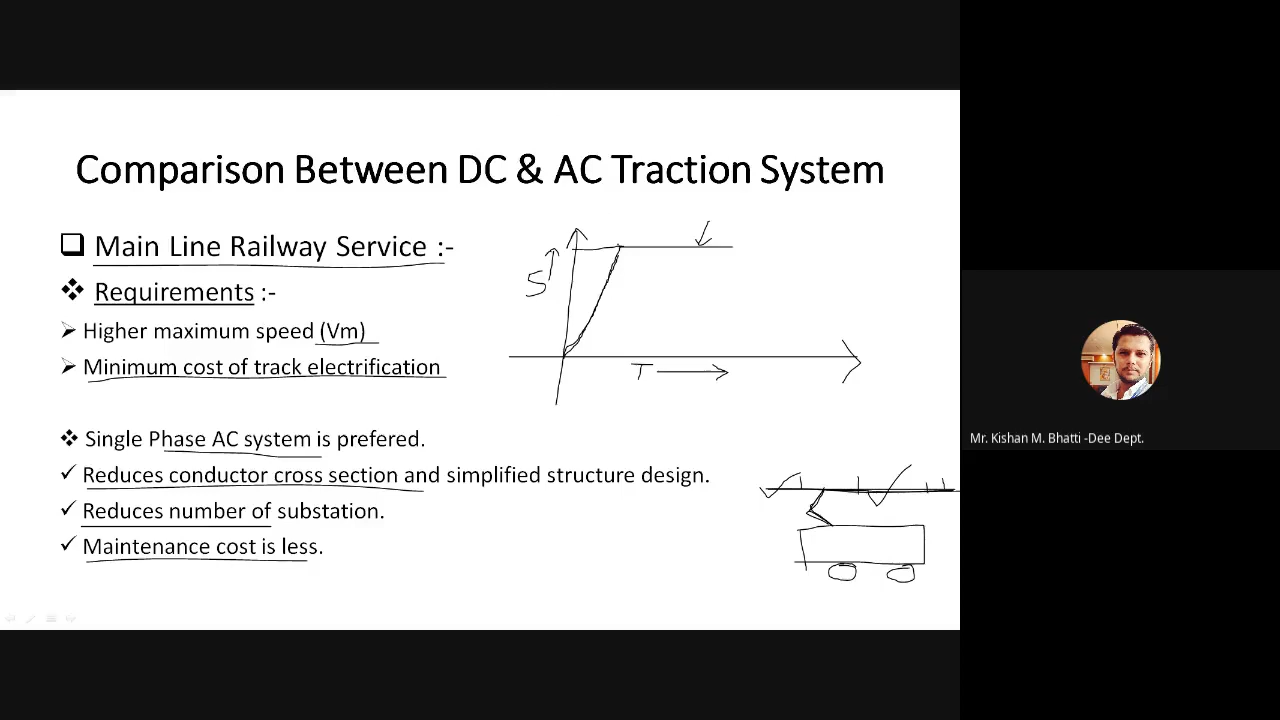 Comparison Between DC & AC Traction System
Main Line Railway Service :-
Requirements :-
Higher maximum speed (Vm)
Minimum cost of track electrification
Single Phase AC system is prefered.
Reduces conductor cross section and simplified structure design.
Reduces number of substation.
Maintenance cost is less.
S
T
Mr. Kishan M. Bhatti -Dee Dept.